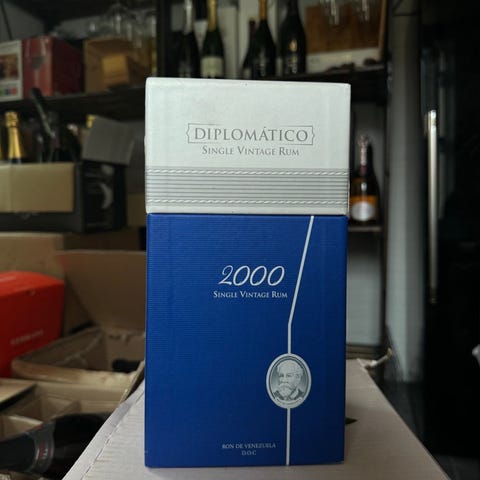 {DIPLOMÁTICO}
SINGLE VINTAGE RUM
2000
SINGLE VINTAGE RUM
RON DE VENEZUELA
D.O.C